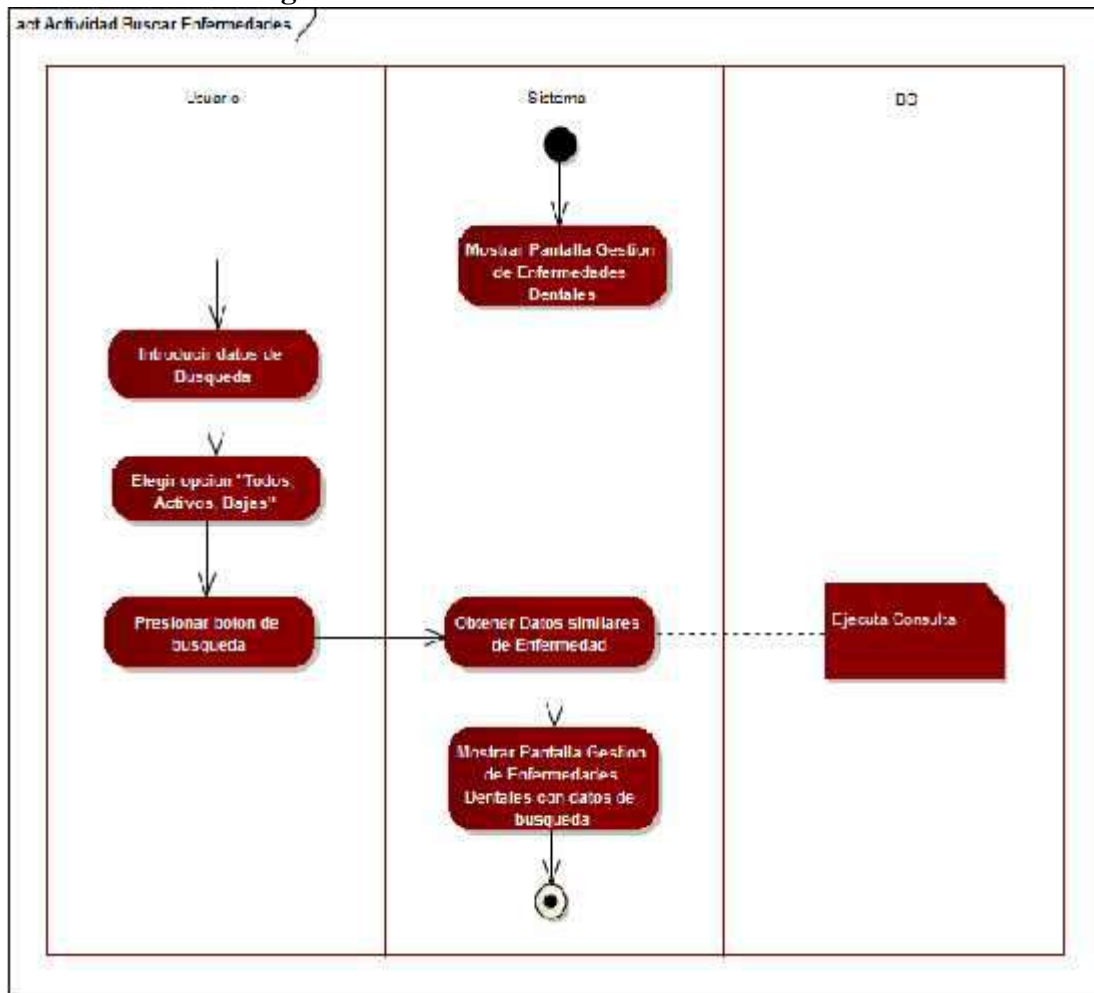 act Actividad Buscar Enfermedades
Usuario
Sistema
BD
Mostrar Pantalla Gestion
de Enfermedades
Dentales
Introducir datos de
Busqueda
Elegir opcion "Todos,
Activos, Bajas"
Presionar boton de
busqueda
Obtener Datos similares
de Enfermedad
Ejecuta Consulta
Mostrar Pantalla Gestion
de Enfermedades
Dentales con datos de
busqueda